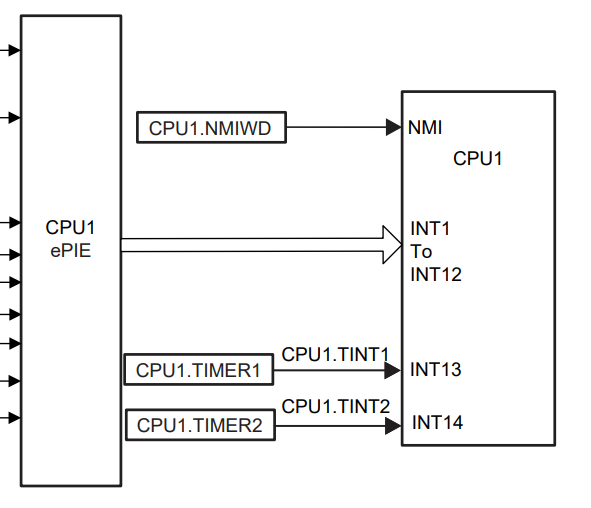 CPU1.NMIWD
NMI
CPU1
CPU1
ePIE
INT1
To
INT12
CPU1.TINT1
CPU1.TIMER1
INT13
CPU1.TINT2
CPU1.TIMER2
INT14